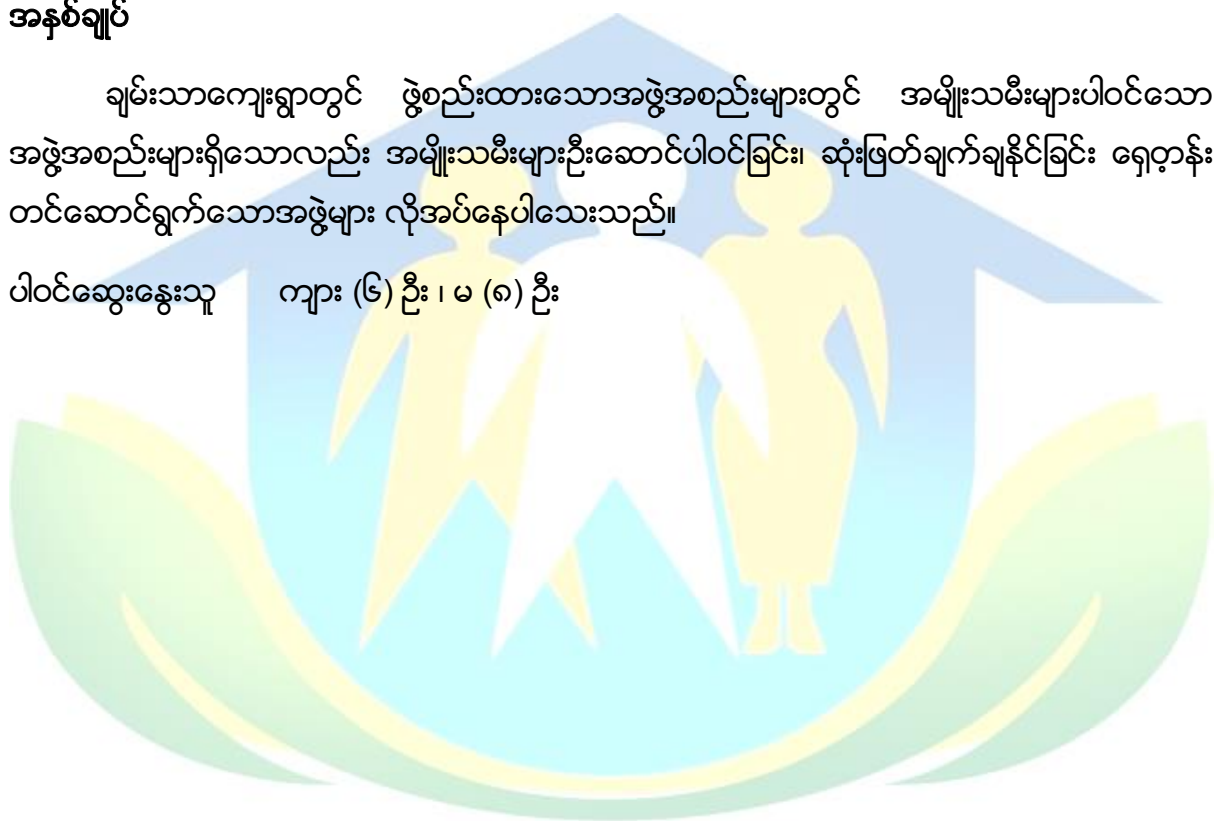 အနှစ်ချုပ်
ချမ်းသာကျေးရွာတွင် ဖွဲ့စည်းထားသောအဖွဲ့အစည်းများတွင် အမျိုးသမီးများပါဝင်သော
အဖွဲ့အစည်းများရှိသောလည်း အမျိုးသမီးများဦးဆောင်ပါဝင်ခြင်း၊ ဆုံးဖြတ်ချက်ချနိုင်ခြင်း ရှေ့တန်း
တင်ဆောင်ရွက်သောအဖွဲ့များ လိုအပ်နေပါသေးသည်။
ပါဝင်ဆွေးနွေးသူ ကျား (၆) ဦး ၊ မ (၈) ဦး